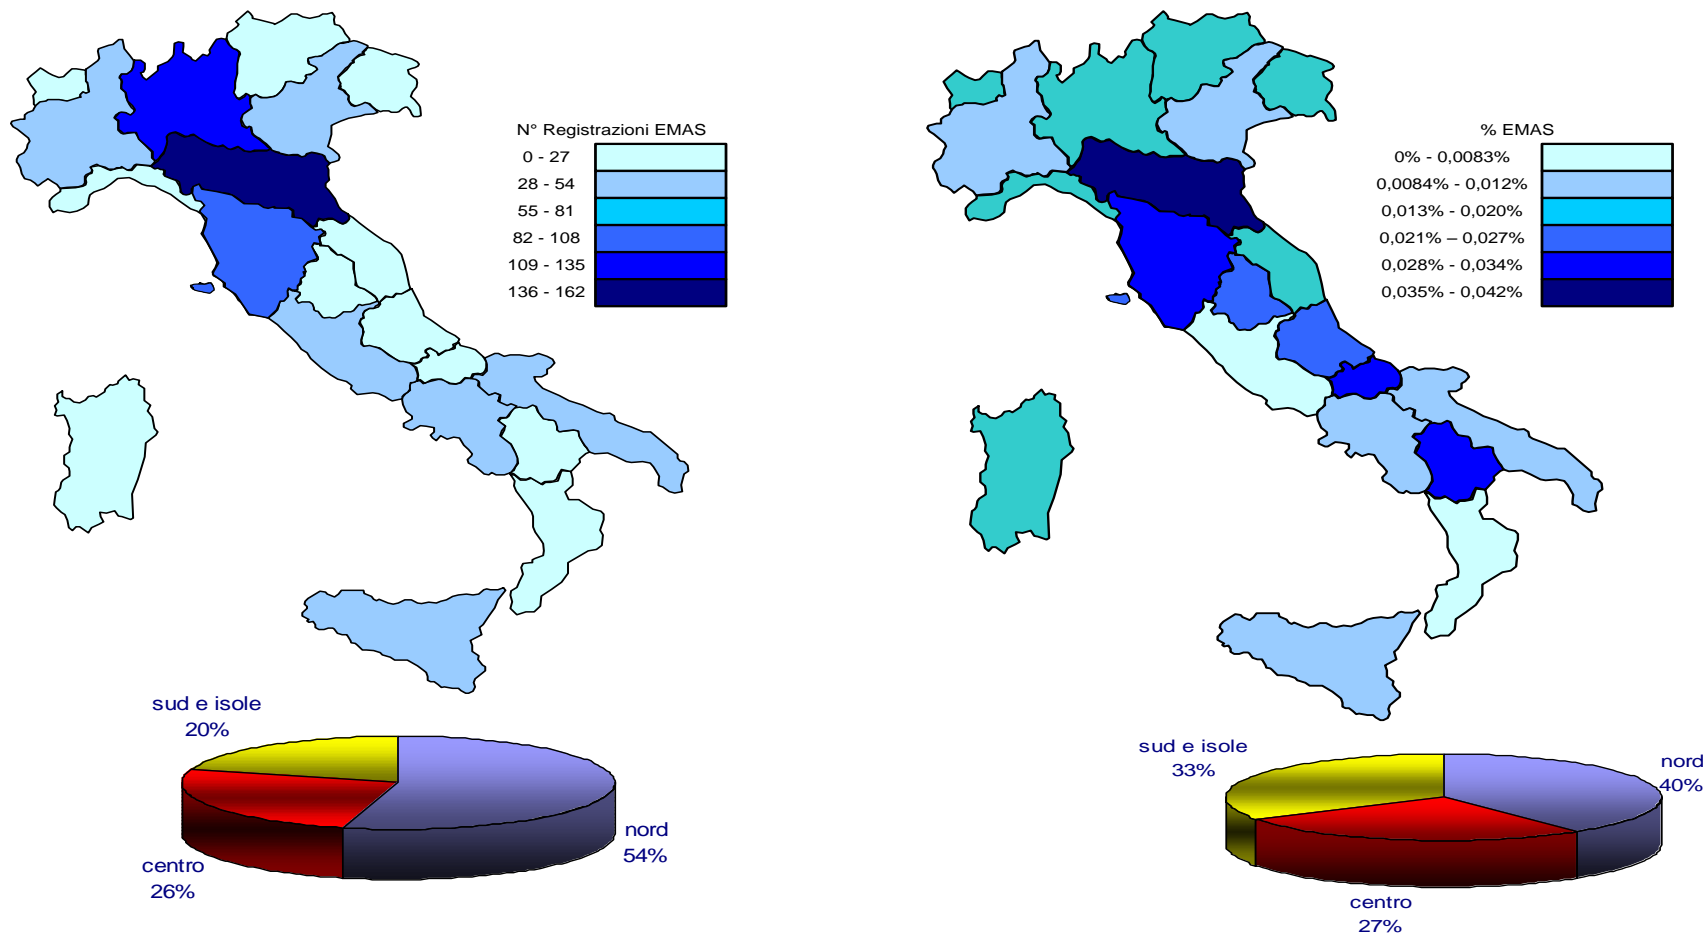 N° Registrazioni EMAS
0 - 27
28 - 54
55 - 81
82 - 108
109 - 135
136 - 162
% EMAS
0% - 0,0083%
0,0084% - 0,012%
0,013% - 0,020%
0,021% – 0,027%
0,028% - 0,034%
0,035% - 0,042%
sud e isole
20%
nord
54%
centro
26%
sud e isole
33%
nord
40%
centro
27%